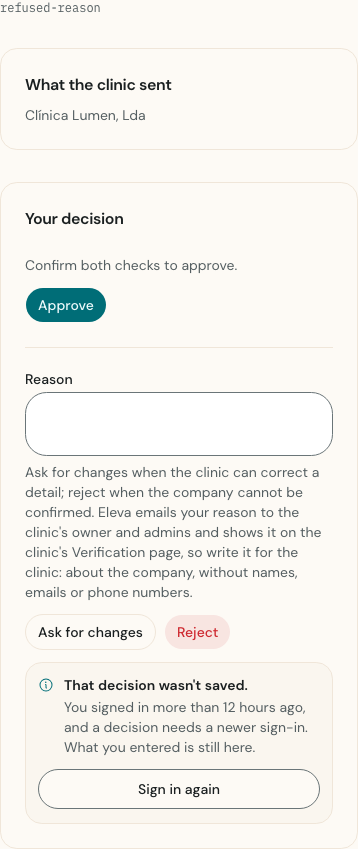 refused-reason
What the clinic sent
Clínica Lumen, Lda
Your decision
Confirm both checks to approve.
Approve
Reason
Ask for changes when the clinic can correct a
detail; reject when the company cannot be
confirmed. Eleva emails your reason to the
clinic's owner and admins and shows it on the
clinic's Verification page, so write it for the
clinic: about the company, without names,
emails or phone numbers.
Ask for changes
Reject
That decision wasn't saved.
You signed in more than 12 hours ago,
and a decision needs a newer sign-in.
What you entered is still here.
Sign in again